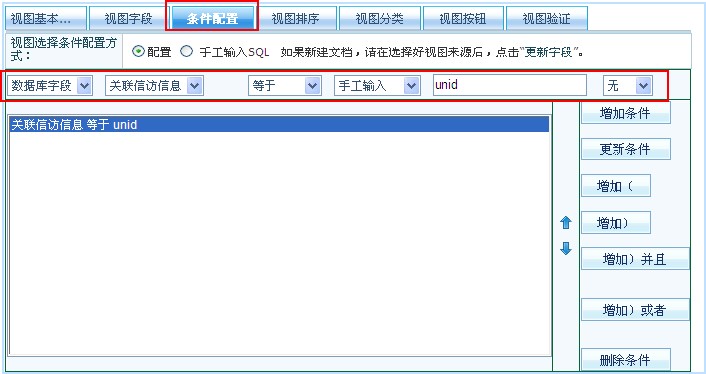 视图基本... 视图字段 条件配置 视图排序 视图分类 视图按钮 视图验证
视图选择条件配置方式：
配置 手工输入SQL 如果新建文档，请在选择好视图来源后，点击“更新字段”。
数据库字段 关联信访信息 等于 手工输入 unid 无
关联信访信息 等于 unid
增加条件
更新条件
增加（
增加）
增加）并且
增加）或者
删除条件